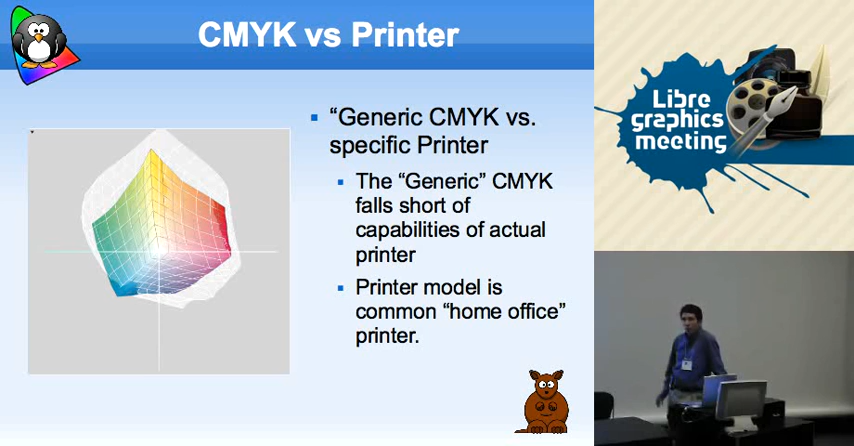 CMYK vs Printer
“Generic CMYK vs.
specific Printer
The “Generic” CMYK
falls short of
capabilities of actual
printer
Printer model is
common “home office”
printer.
Libre
graphics
meeting